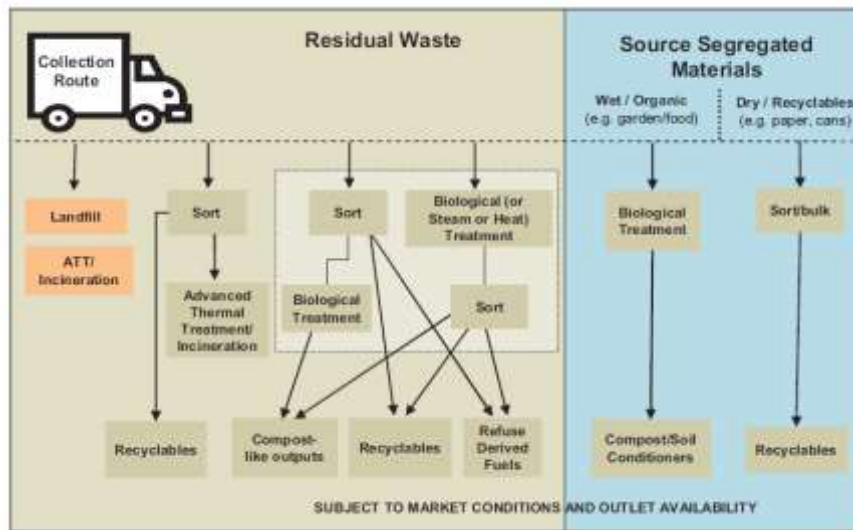 Collection
Route
Residual Waste
Source Segregated
Materials
Wet / Organic
(e.g. garden/food)
Dry / Recyclables
(e.g. paper, cans)
Landfill
ATT/
Incineration
Sort
Advanced
Thermal
Treatment/
Incineration
Sort
Biological
Treatment
Biological (or
Steam or Heat)
Treatment
Sort
Biological
Treatment
Sort/bulk
Recyclables
Compost-
like outputs
Recyclables
Refuse
Derived
Fuels
Compost/Soil
Conditioners
Recyclables
SUBJECT TO MARKET CONDITIONS AND OUTLET AVAILABILITY